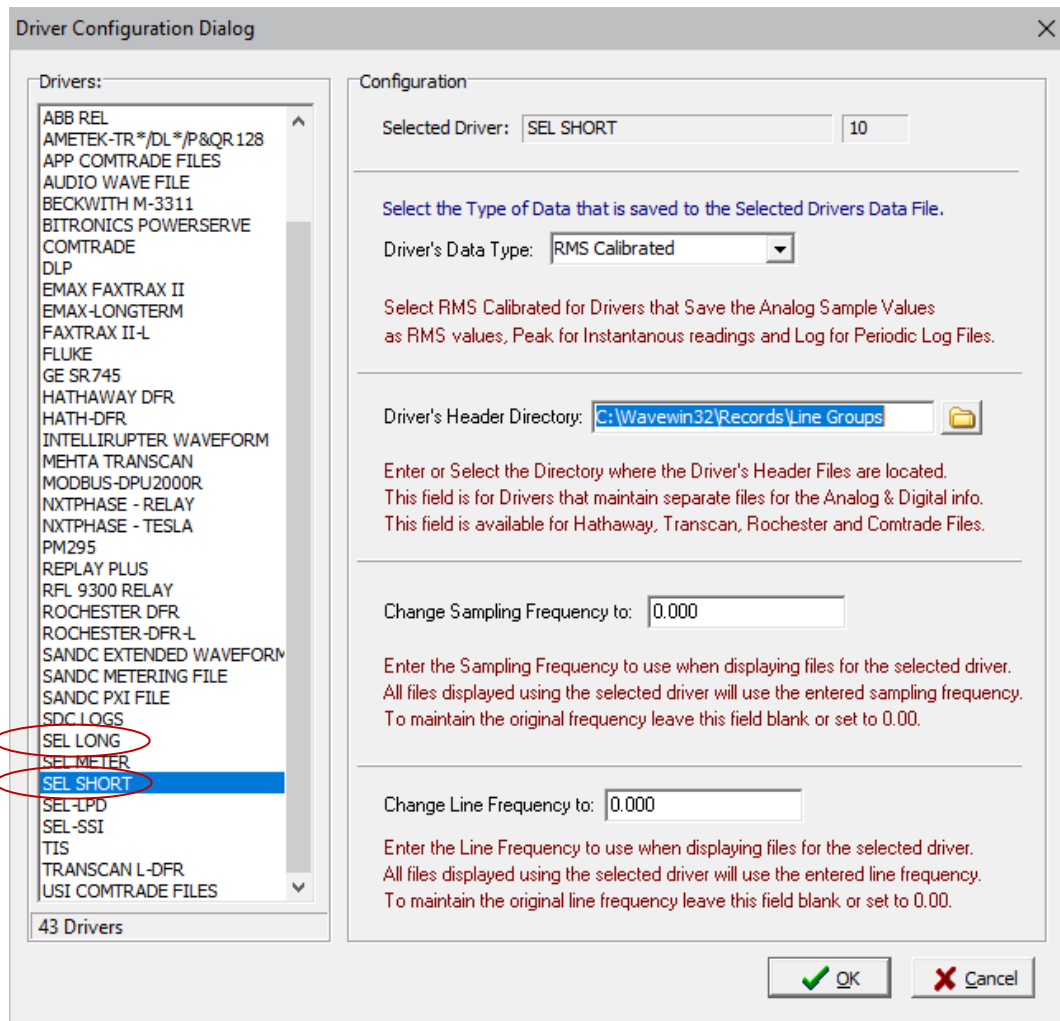 Driver Configuration Dialog
Drivers:
ABB REL
AMETEK-TR*/DL*/P&QR128
APP COMTRADE FILES
AUDIO WAVE FILE
BECKWITH M-3311
BITRONICS POWERSERVE
COMTRADE
DLP
EMAX FAXTRAX II
EMAX-LONGTERM
FAXTRAX II-L
FLUKE
GE SR745
HATHAWAY DFR
HATH-DFR
INTELLIRUPTER WAVEFORM
MEHTA TRANSCAN
MODBUS-DPU2000R
NXTPHASE - RELAY
NXTPHASE - TESLA
PM295
REPLAY PLUS
RFL 9300 RELAY
ROCHESTER DFR
ROCHESTER-DFR-L
SANDC EXTENDED WAVEFORM
SANDC METERING FILE
SANDC PXI FILE
SDC LOGS
SEL LONG
SEL METER
SEL SHORT
SEL-LPD
SEL-SSI
TIS
TRANSCAN L-DFR
USI COMTRADE FILES
43 Drivers
Configuration
Selected Driver: SEL SHORT 10
Select the Type of Data that is saved to the Selected Drivers Data File.
Driver's Data Type: RMS Calibrated
Select RMS Calibrated for Drivers that Save the Analog Sample Values
as RMS values, Peak for Instantanous readings and Log for Periodic Log Files.
Driver's Header Directory: C:\Wavewin32\Records\Line Groups
Enter or Select the Directory where the Driver's Header Files are located.
This field is for Drivers that maintain separate files for the Analog & Digital info.
This field is available for Hathaway, Transcan, Rochester and Comtrade Files.
Change Sampling Frequency to: 0.000
Enter the Sampling Frequency to use when displaying files for the selected driver.
All files displayed using the selected driver will use the entered sampling frequency.
To maintain the original frequency leave this field blank or set to 0.00.
Change Line Frequency to: 0.000
Enter the Line Frequency to use when displaying files for the selected driver.
All files displayed using the selected driver will use the entered line frequency.
To maintain the original line frequency leave this field blank or set to 0.00.
OK
Cancel